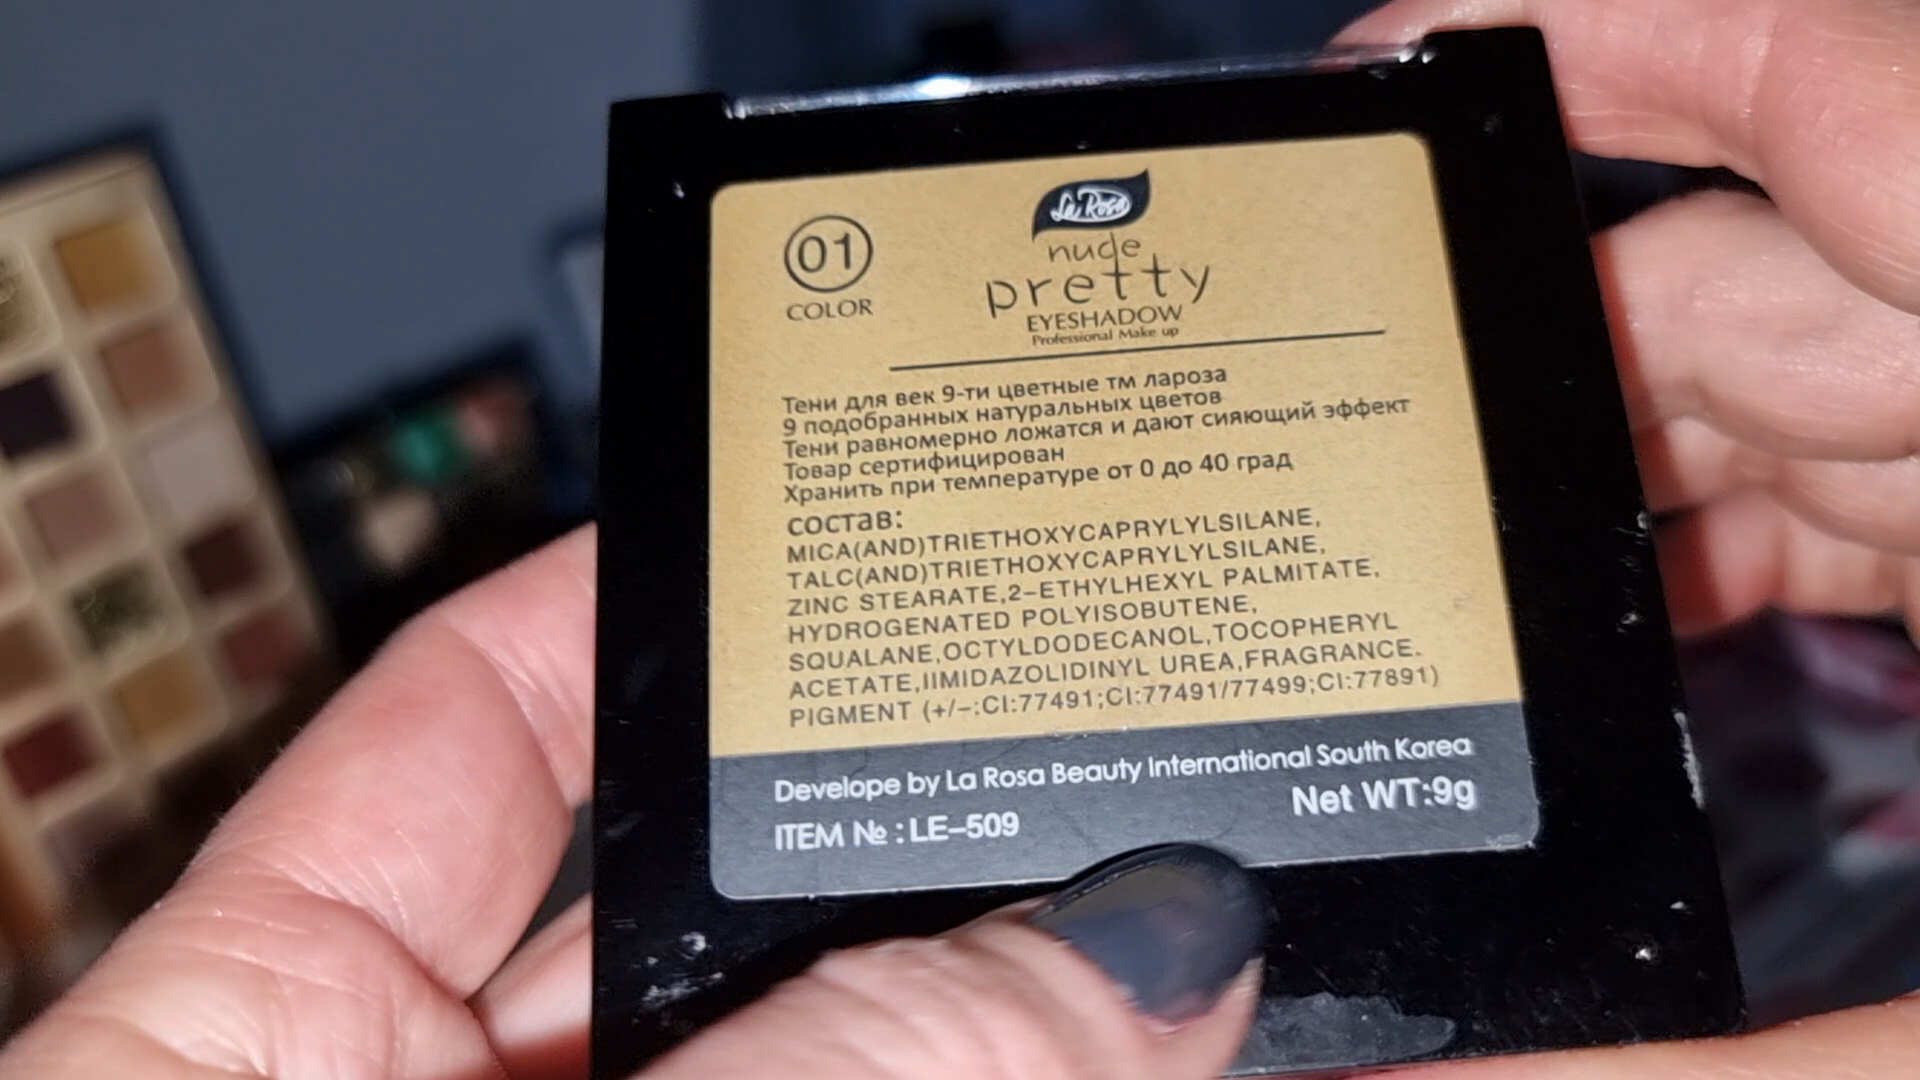 La Rosa
01
COLOR
nude
pretty
EYESHADOW
Professional Make up
Тени для век 9-ти цветные тм лароза
9 подобранных натуральных цветов
Тени равномерно ложатся и дают сияющий эффект
Товар сертифицирован
Хранить при температуре от 0 до 40 град
состав:
MICA(AND)TRIETHOXYCAPRYLYLSILANE,
TALC(AND)TRIETHOXYCAPRYLYLSILANE,
ZINC STEARATE,2-ETHYLHEXYL PALMITATE,
HYDROGENATED POLYISOBUTENE,
SQUALANE,OCTYLDODECANOL,TOCOPHERYL
ACETATE,IIMIDAZOLIDINYL UREA,FRAGRANCE.
PIGMENT (+/-:CI:77491;CI:77491/77499;CI:77891)
Develope by La Rosa Beauty International South Korea
ITEM №:LE-509
Net WT:9g